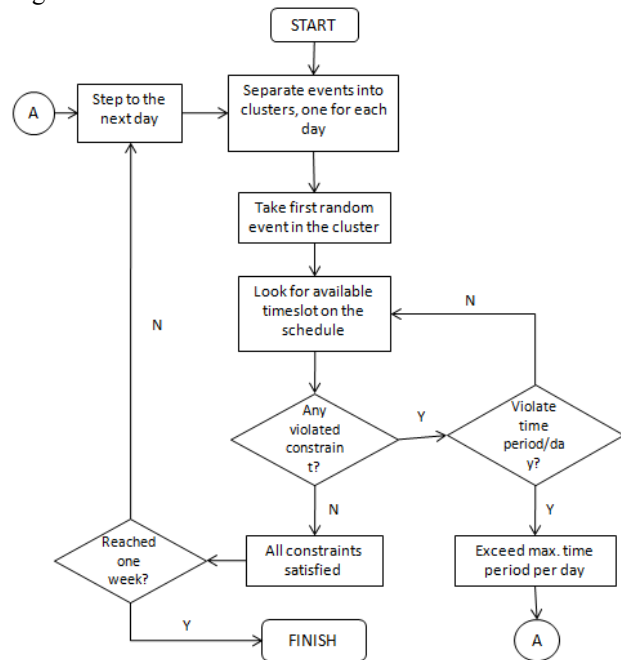 START
A
Step to the
next day
Separate events into
clusters, one for each
day
Take first random
event in the cluster
Look for available
timeslot on the
schedule
N
N
Any
violated
constrain
t?
Y
Violate
time
period/da
y?
N
Y
Reached
one
week?
All constraints
satisfied
Exceed max. time
period per day
Y
FINISH
A